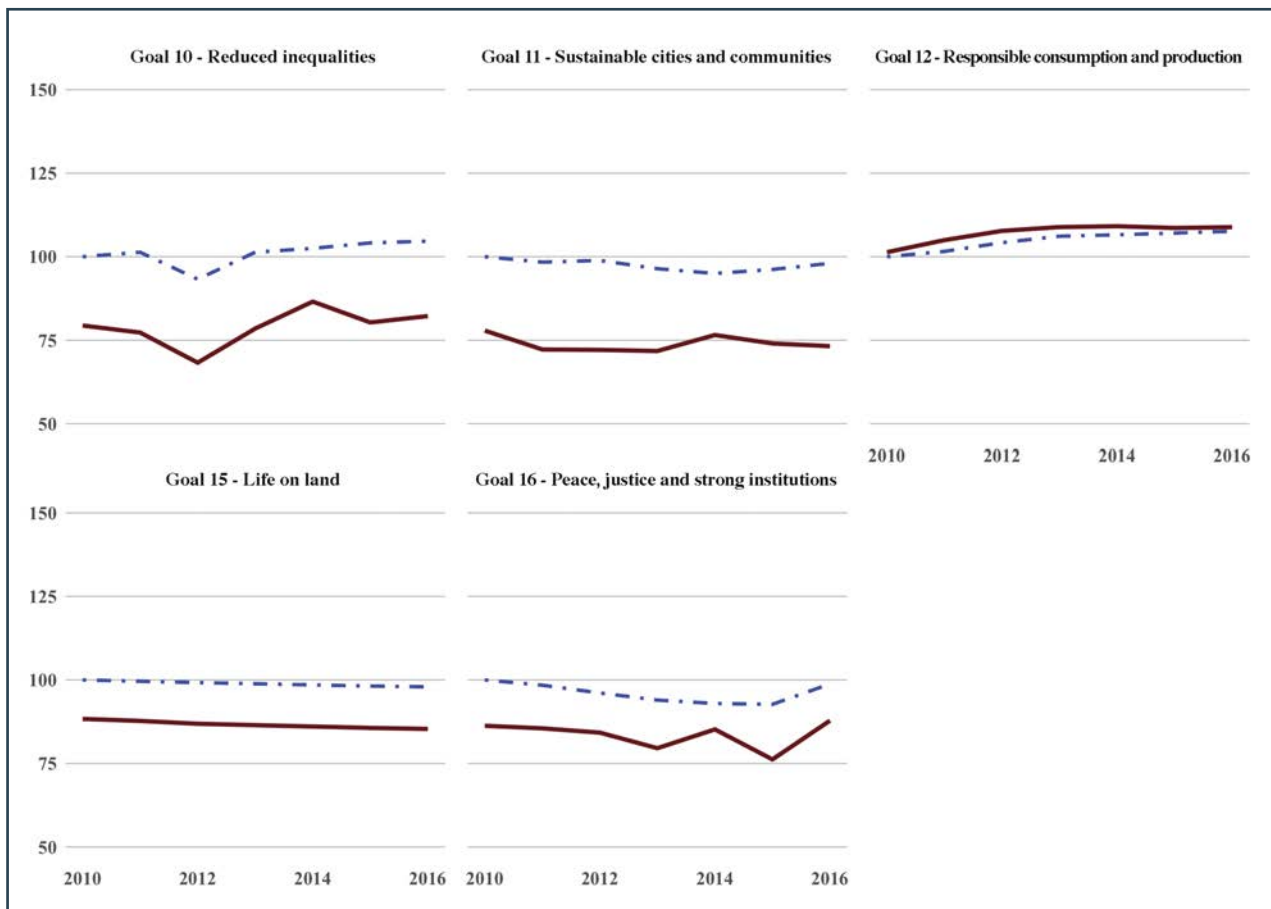 Goal 10 - Reduced inequalities
Goal 11 - Sustainable cities and communities
Goal 12 - Responsible consumption and production
150
125
100
75
50
2010 2012 2014 2016
Goal 15 - Life on land
Goal 16 - Peace, justice and strong institutions
150
125
100
75
50
2010 2012 2014 2016
2010 2012 2014 2016